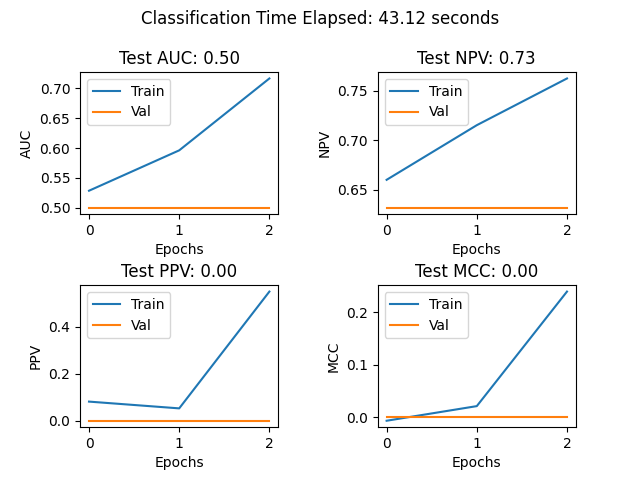 Classification Time Elapsed: 43.12 seconds
Test AUC: 0.50
AUC
0.70
0.65
0.60
0.55
0.50
Train
Val
0 1 2
Epochs
Test NPV: 0.73
NPV
0.75
0.70
0.65
Train
Val
0 1 2
Epochs
Test PPV: 0.00
PPV
0.4
0.2
0.0
Train
Val
0 1 2
Epochs
Test MCC: 0.00
MCC
0.2
0.1
0.0
Train
Val
0 1 2
Epochs